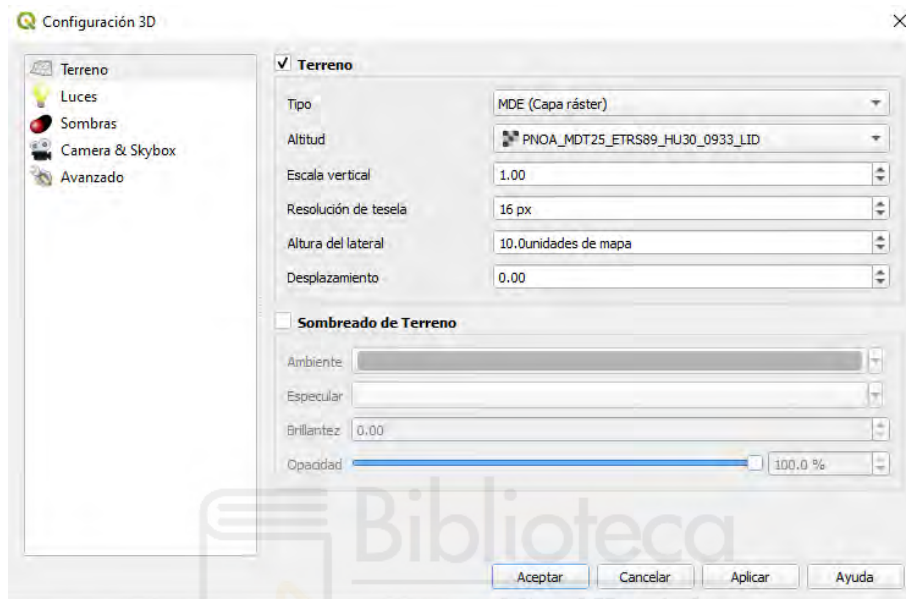 Configuración 3D
Terreno
Luces
Sombras
Camera & Skybox
Avanzado
Terreno
Tipo MDE (Capa ráster)
Altitud PNOA_MDT25_ETRS89_HU30_0933_LID
Escala vertical 1.00
Resolución de tesela 16 px
Altura del lateral 10.0unidades de mapa
Desplazamiento 0.00
Sombreado de Terreno
Ambiente
Especular
Brillantez 0.00
Opacidad 100.0 %
Biblioteca
Aceptar Cancelar Aplicar Ayuda